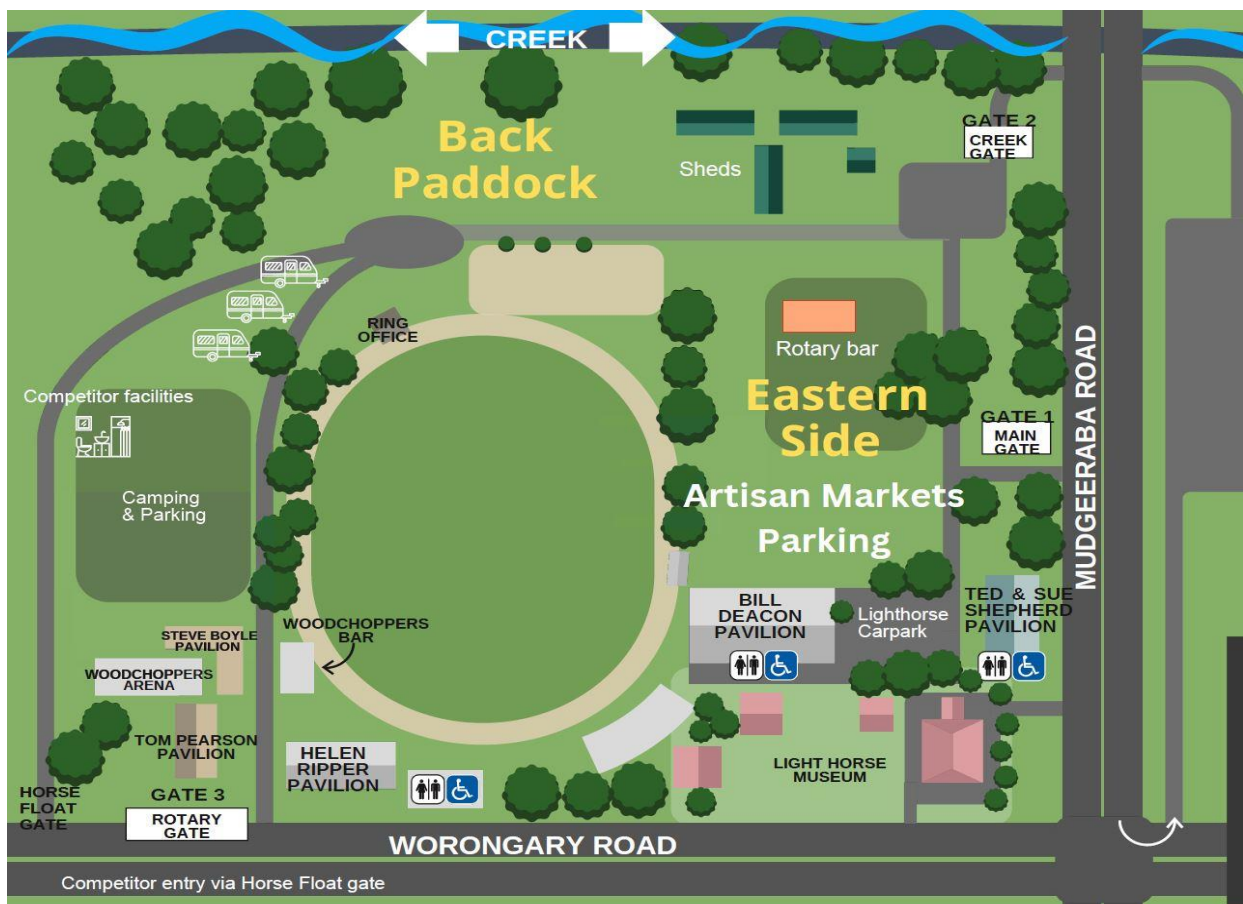 CREEK
Back
Paddock
GATE 2
CREEK
GATE
Sheds
RING
OFFICE
Rotary bar
Competitor facilities
Eastern
Side
GATE 1
MAIN
GATE
MUDGEERABA ROAD
Artisan Markets
Parking
Camping
& Parking
BILL
DEACON
PAVILION
Lighthorse
Carpark
TED & SUE
SHEPHERD
PAVILION
STEVE BOYLE
PAVILION
WOODCHOPPERS
BAR
WOODCHOPPERS
ARENA
TOM PEARSON
PAVILION
HELEN
RIPPER
PAVILION
LIGHT HORSE
MUSEUM
HORSE
FLOAT
GATE
GATE 3
ROTARY
GATE
WORONGARY ROAD
Competitor entry via Horse Float gate